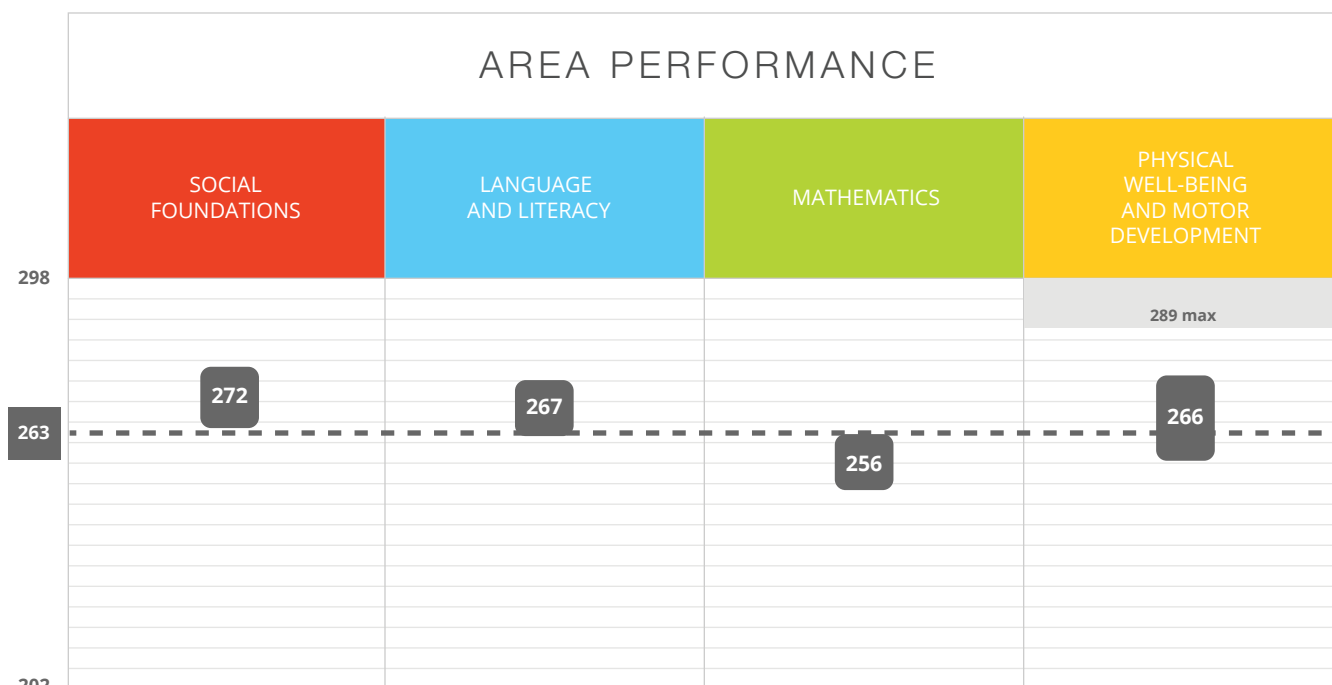 AREA PERFORMANCE
SOCIAL
FOUNDATIONS
LANGUAGE
AND LITERACY
MATHEMATICS
PHYSICAL
WELL-BEING
AND MOTOR
DEVELOPMENT
298
289 max
272
267
266
263
256